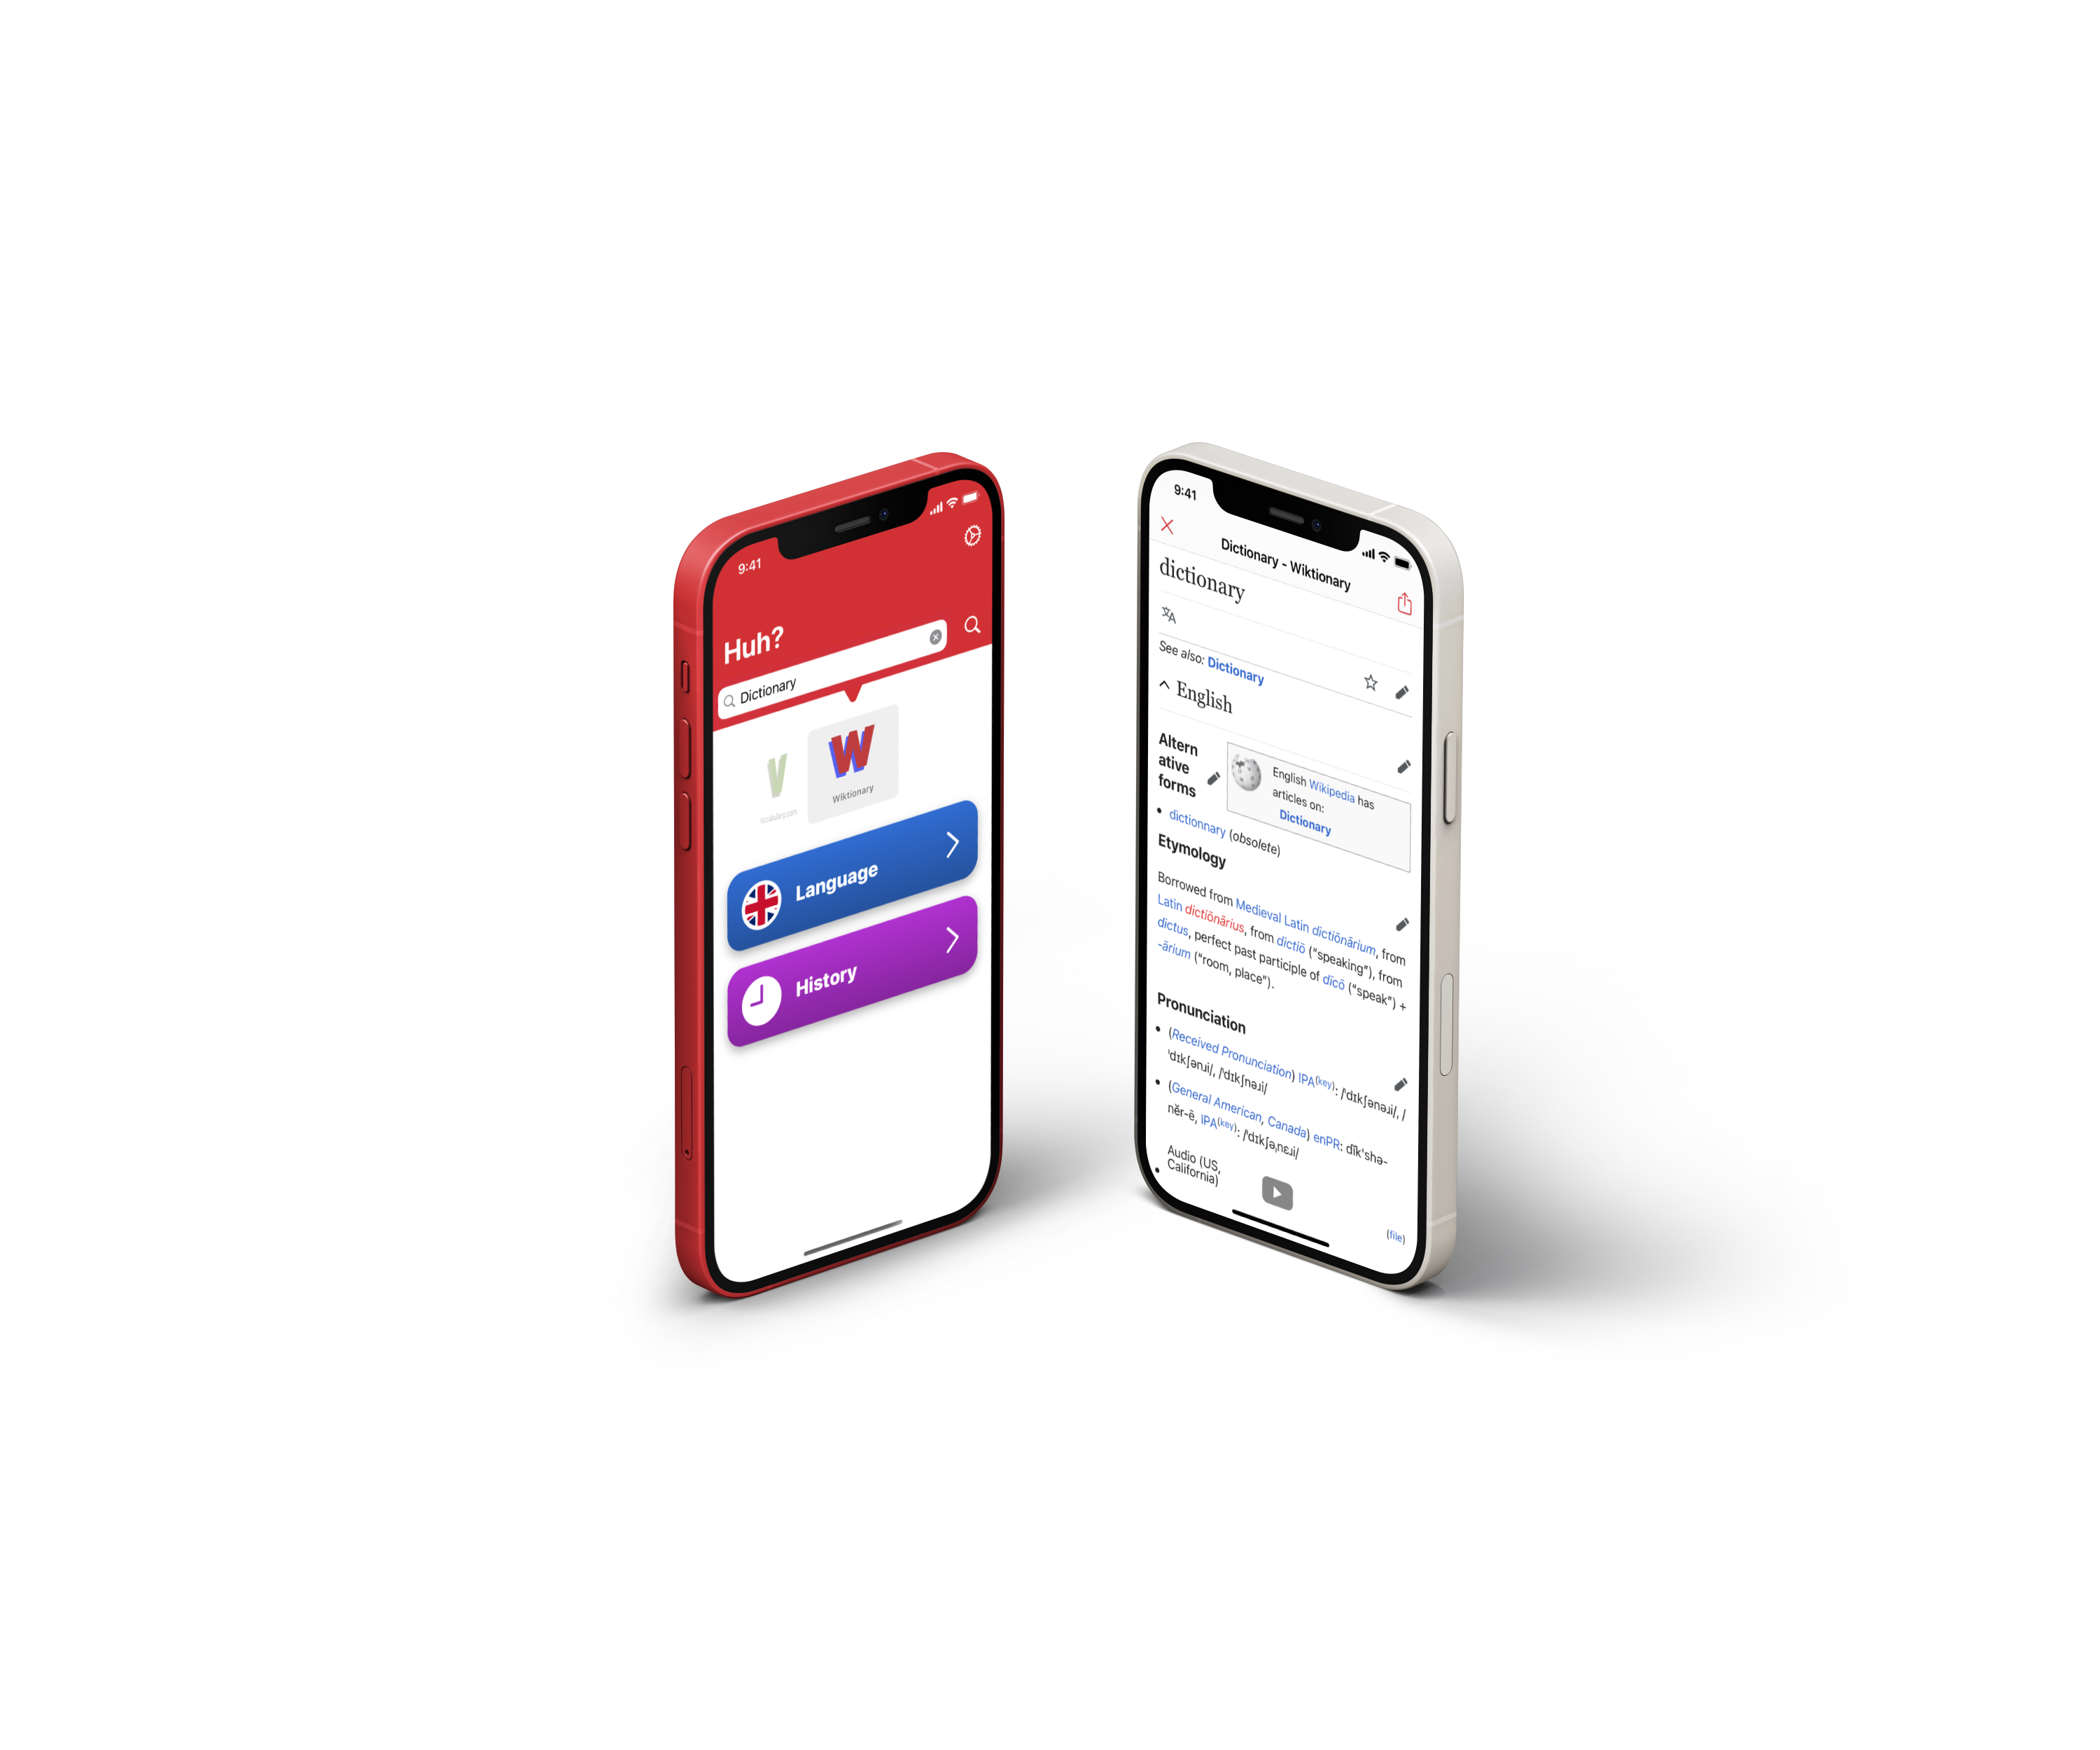 9:41
Huh?
Dictionary
V
Vocabulary.com
W
Wiktionary
Language
History
9:41
Dictionary - Wiktionary
dictionary
See also: Dictionary
English
Altern
ative
forms
English Wikipedia has
articles on:
Dictionary
• dictionnary (obsolete)
Etymology
Borrowed from Medieval Latin dictiōnārium, from
Latin dictiōnārius, from dictiō (“speaking”), from
dictus, perfect past participle of dīcō (“speak”) +
-ārium (“room, place”).
Pronunciation
• (Received Pronunciation) IPA(key): /ˈdɪkʃənəɹi/, /
ˈdɪkʃənɹi/, /ˈdɪkʃnəɹi/
• (General American, Canada) enPR: dĭkˈshə-
nĕr-ē, IPA(key): /ˈdɪkʃəˌnɛɹi/
• Audio (US,
California)
(file)